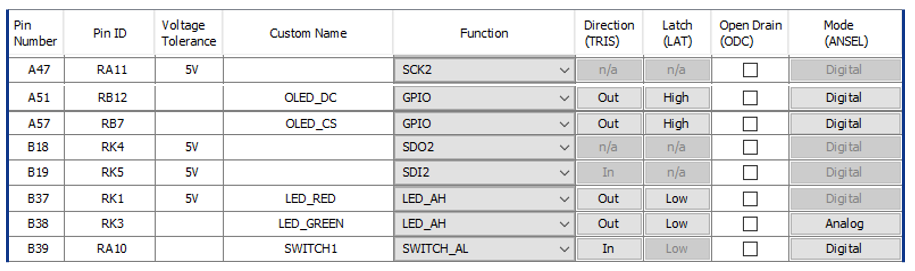 Pin Number Pin ID Voltage Tolerance Custom Name Function Direction (TRIS) Latch (LAT) Open Drain (ODC) Mode (ANSEL)
A47 RA11 5V SCK2 n/a n/a Digital
A51 RB12 OLED_DC GPIO Out High Digital
A57 RB7 OLED_CS GPIO Out High Digital
B18 RK4 5V SDO2 n/a n/a Digital
B19 RK5 5V SDI2 In n/a Digital
B37 RK1 5V LED_RED LED_AH Out Low Digital
B38 RK3 LED_GREEN LED_AH Out Low Analog
B39 RA10 SWITCH1 SWITCH_AL In Low Digital